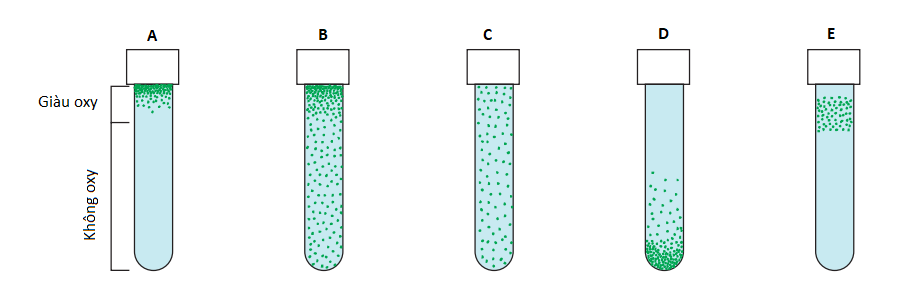 A B C D E
Giàu oxy
Không oxy